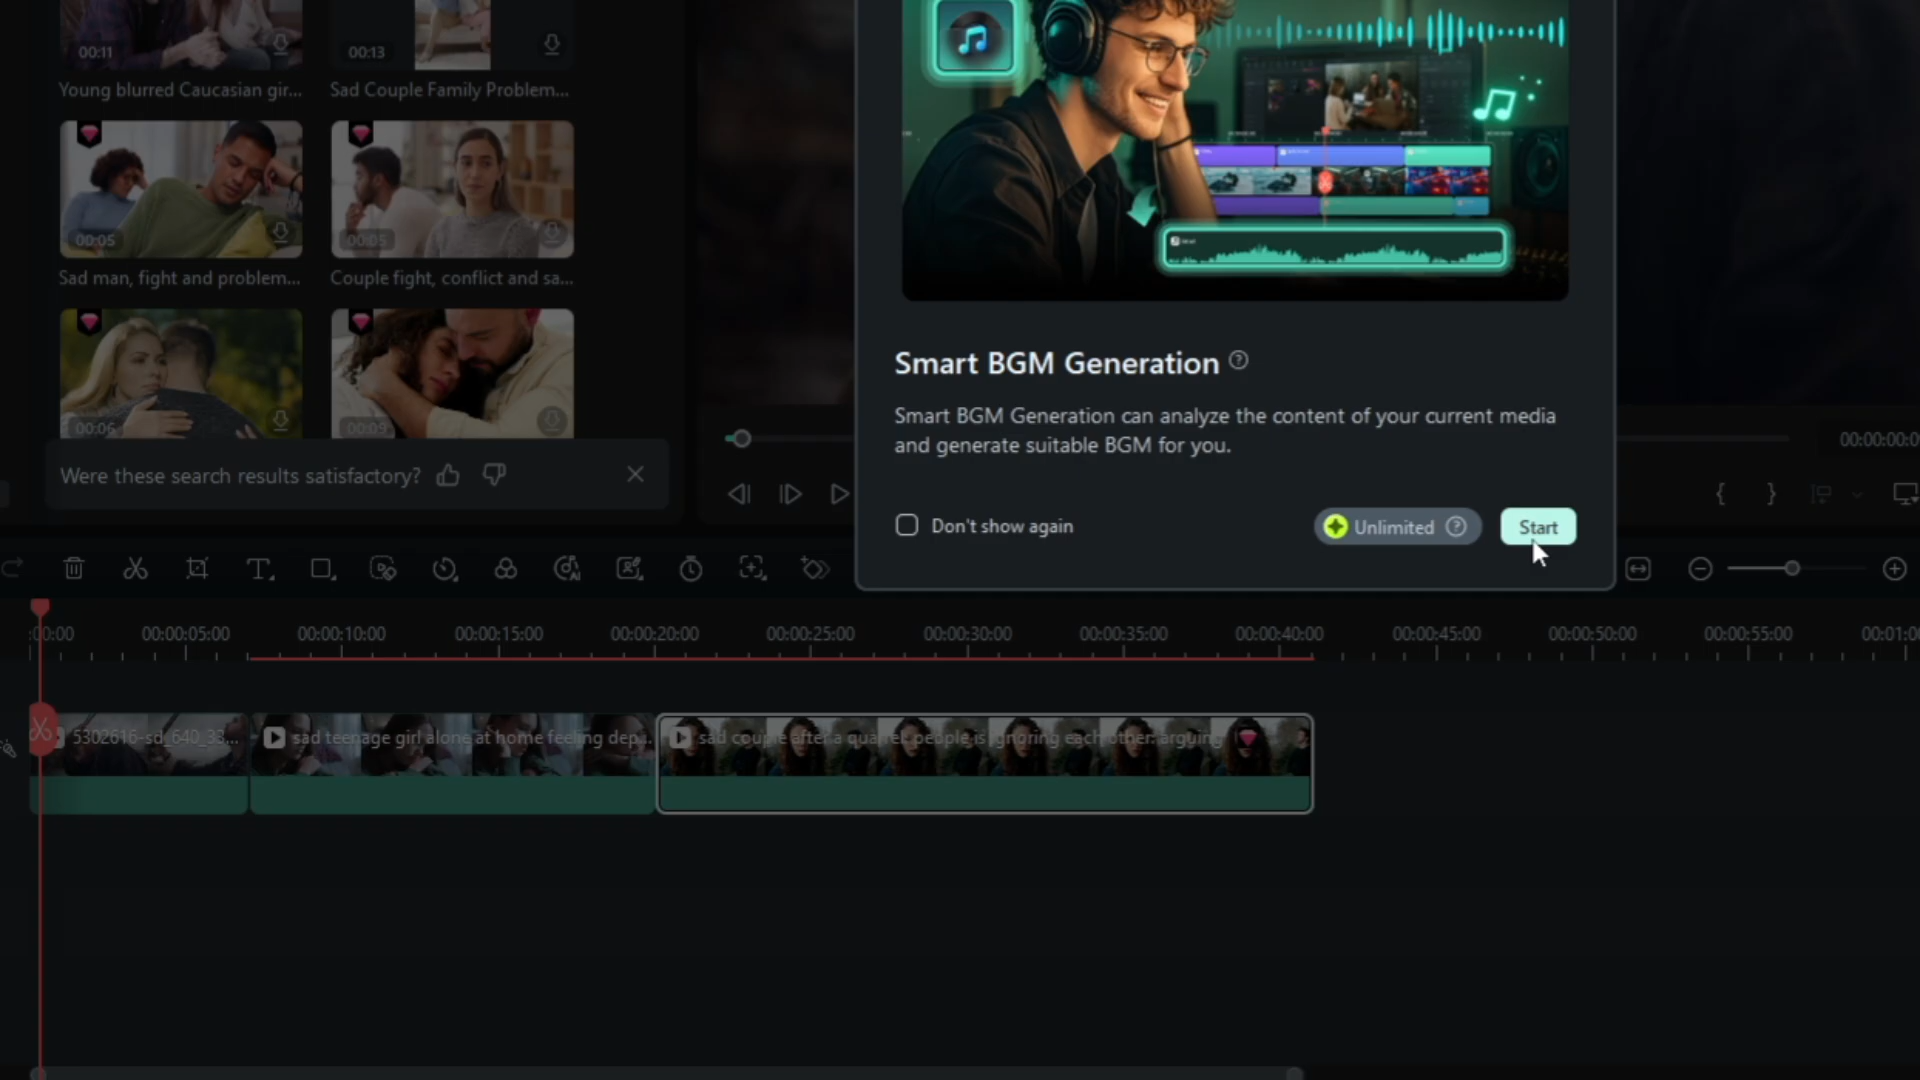 00:11
00:13
Young blurred Caucasian gir...
Sad Couple Family Problem...
00:05
00:05
Sad man, fight and problem...
Couple fight, conflict and sa...
00:06
00:09
Were these search results satisfactory?
Smart BGM Generation
Smart BGM Generation can analyze the content of your current media
and generate suitable BGM for you.
Don't show again
Unlimited
Start
00:00:00:0
:00:00
00:00:05:00
00:00:10:00
00:00:15:00
00:00:20:00
00:00:25:00
00:00:30:00
00:00:35:00
00:00:40:00
00:00:45:00
00:00:50:00
00:00:55:00
00:01:0
5302616-sd_640_33...
sad teenage girl alone at home feeling dep...
sad couple after a quarrel: people is ignoring each other: arguing